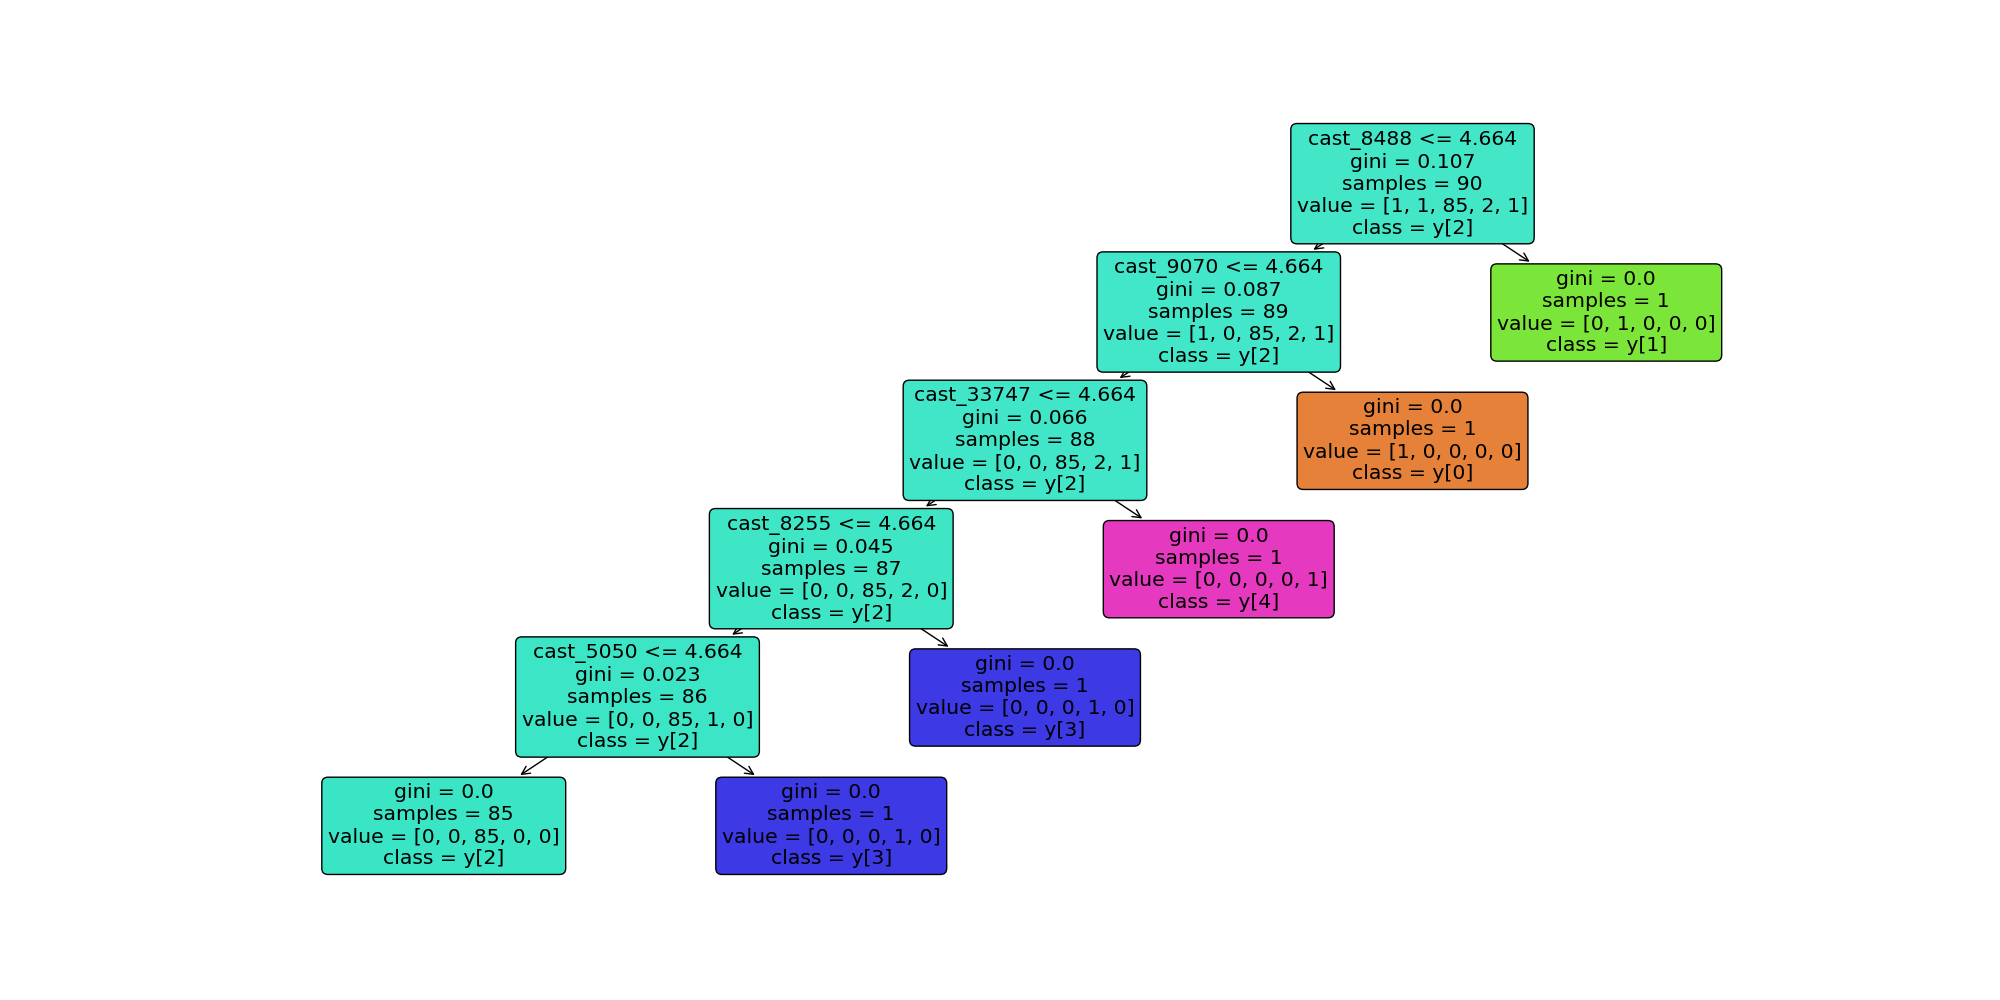 cast_8488 <= 4.664
gini = 0.107
samples = 90
value = [1, 1, 85, 2, 1]
class = y[2]
cast_9070 <= 4.664
gini = 0.087
samples = 89
value = [1, 0, 85, 2, 1]
class = y[2]
gini = 0.0
samples = 1
value = [0, 1, 0, 0, 0]
class = y[1]
cast_33747 <= 4.664
gini = 0.066
samples = 88
value = [0, 0, 85, 2, 1]
class = y[2]
gini = 0.0
samples = 1
value = [1, 0, 0, 0, 0]
class = y[0]
cast_8255 <= 4.664
gini = 0.045
samples = 87
value = [0, 0, 85, 2, 0]
class = y[2]
gini = 0.0
samples = 1
value = [0, 0, 0, 0, 1]
class = y[4]
cast_5050 <= 4.664
gini = 0.023
samples = 86
value = [0, 0, 85, 1, 0]
class = y[2]
gini = 0.0
samples = 1
value = [0, 0, 0, 1, 0]
class = y[3]
gini = 0.0
samples = 85
value = [0, 0, 85, 0, 0]
class = y[2]
gini = 0.0
samples = 1
value = [0, 0, 0, 1, 0]
class = y[3]